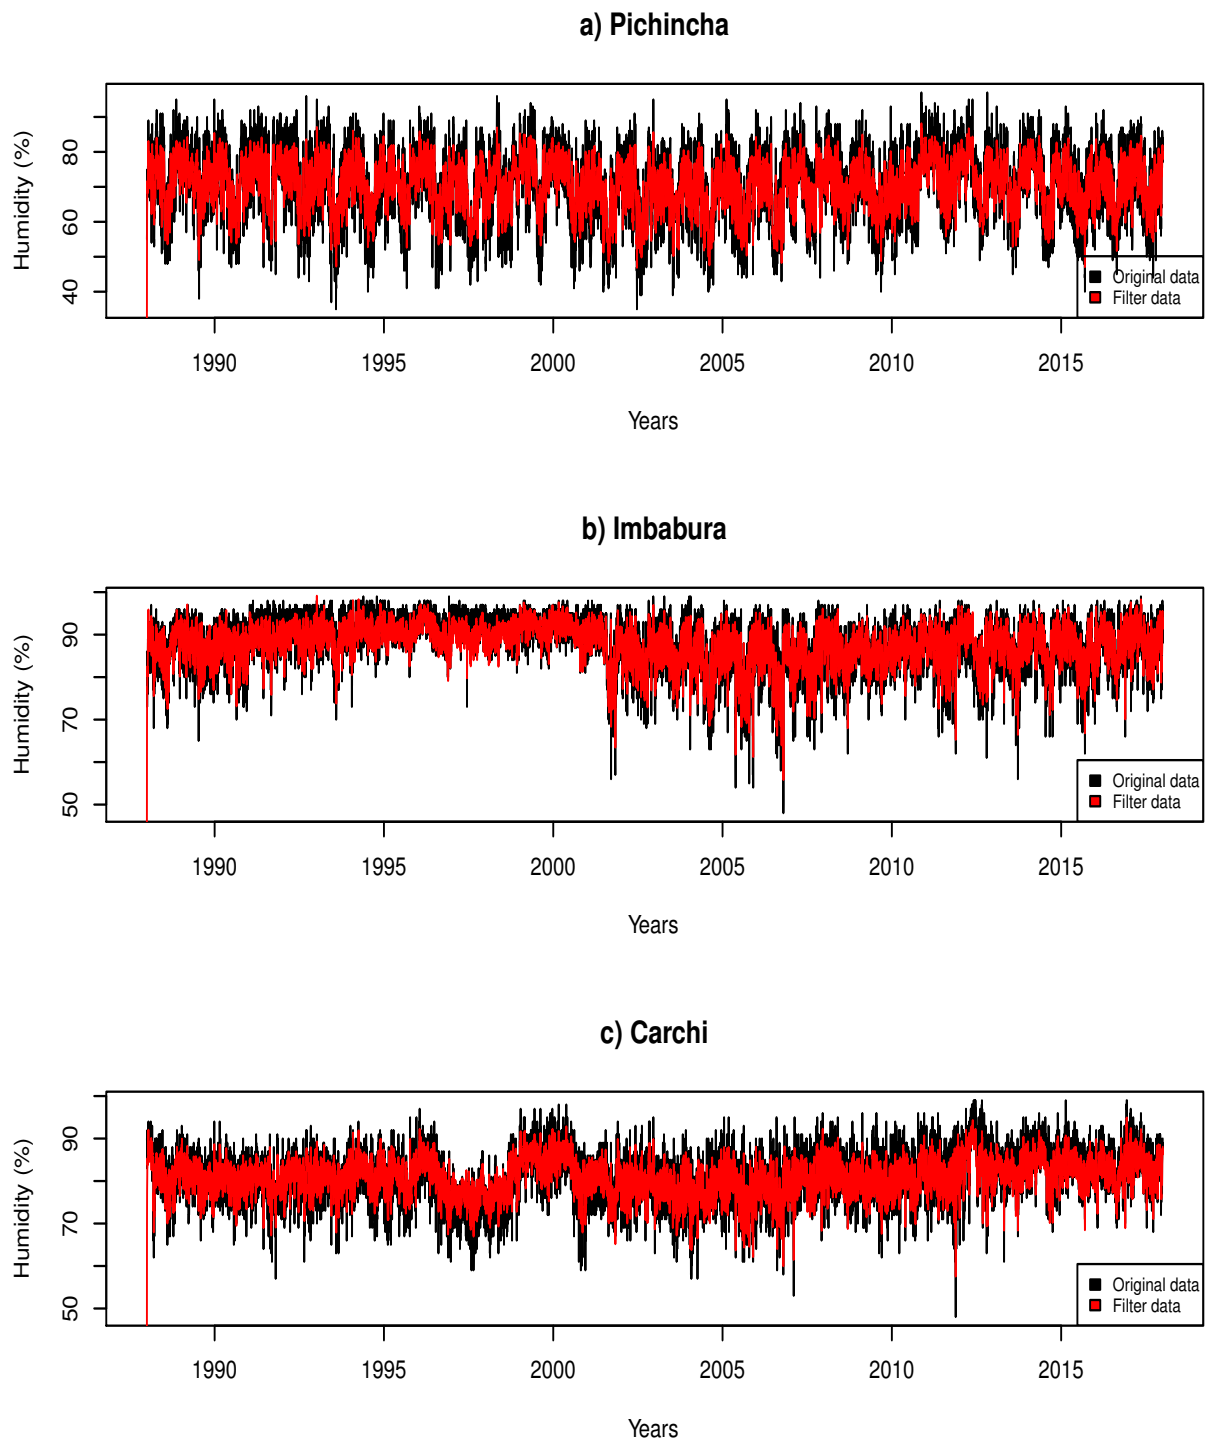 a) Pichincha
Humidity (%)
80
60
40
1990 1995 2000 2005 2010 2015
Years
Original data
Filter data
b) Imbabura
Humidity (%)
90
70
50
1990 1995 2000 2005 2010 2015
Years
Original data
Filter data
c) Carchi
Humidity (%)
90
70
50
1990 1995 2000 2005 2010 2015
Years
Original data
Filter data